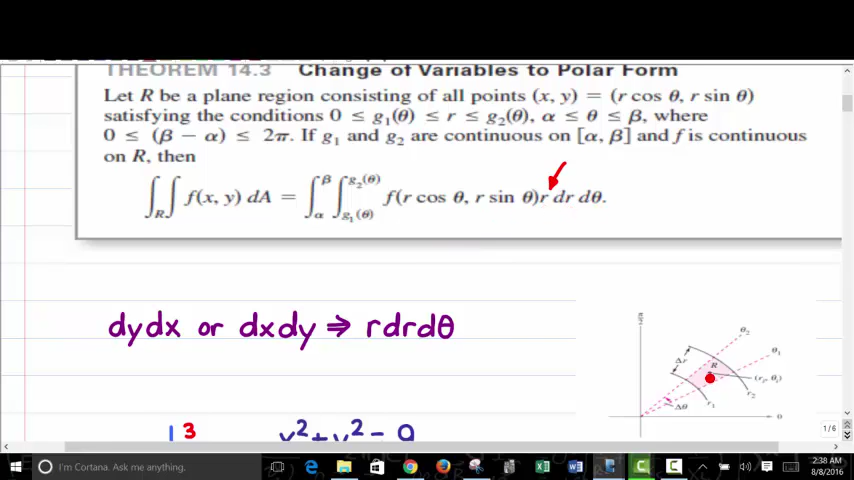 THEOREM 14.3 Change of Variables to Polar Form
Let R be a plane region consisting of all points (x, y) = (r cos θ, r sin θ)
satisfying the conditions 0 ≤ g₁(θ) ≤ r ≤ g₂(θ), α ≤ θ ≤ β, where
0 ≤ (β − α) ≤ 2π. If g₁ and g₂ are continuous on [α, β] and f is continuous
on R, then
∫∫_R f(x, y) dA = ∫_α^β ∫_{g₁(θ)}^{g₂(θ)} f(r cos θ, r sin θ)r dr dθ.
dydx or dxdy ⇒ rdrdθ
θ₂
θ₁
Δr
R
(rᵢ, θᵢ)
r₂
r₁
Δθ
0
1/6
I'm Cortana. Ask me anything.
2:38 AM
8/8/2016